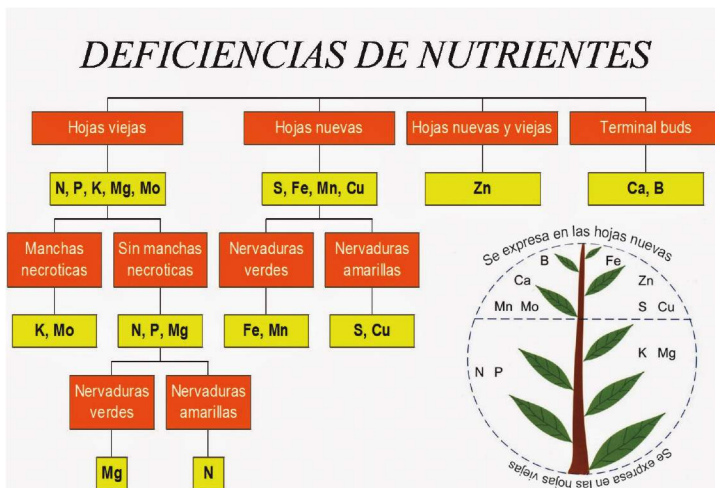 DEFICIENCIAS DE NUTRIENTES
Hojas viejas
Hojas nuevas
Hojas nuevas y viejas
Terminal buds
N, P, K, Mg, Mo
S, Fe, Mn, Cu
Zn
Ca, B
Manchas
necroticas
Sin manchas
necroticas
Nervaduras
verdes
Nervaduras
amarillas
K, Mo
N, P, Mg
Fe, Mn
S, Cu
Nervaduras
verdes
Nervaduras
amarillas
Mg
N
Se expresa en las hojas nuevas
B
Fe
Ca
Zn
Mn Mo
S Cu
K Mg
N P
Se expresa en las hojas viejas